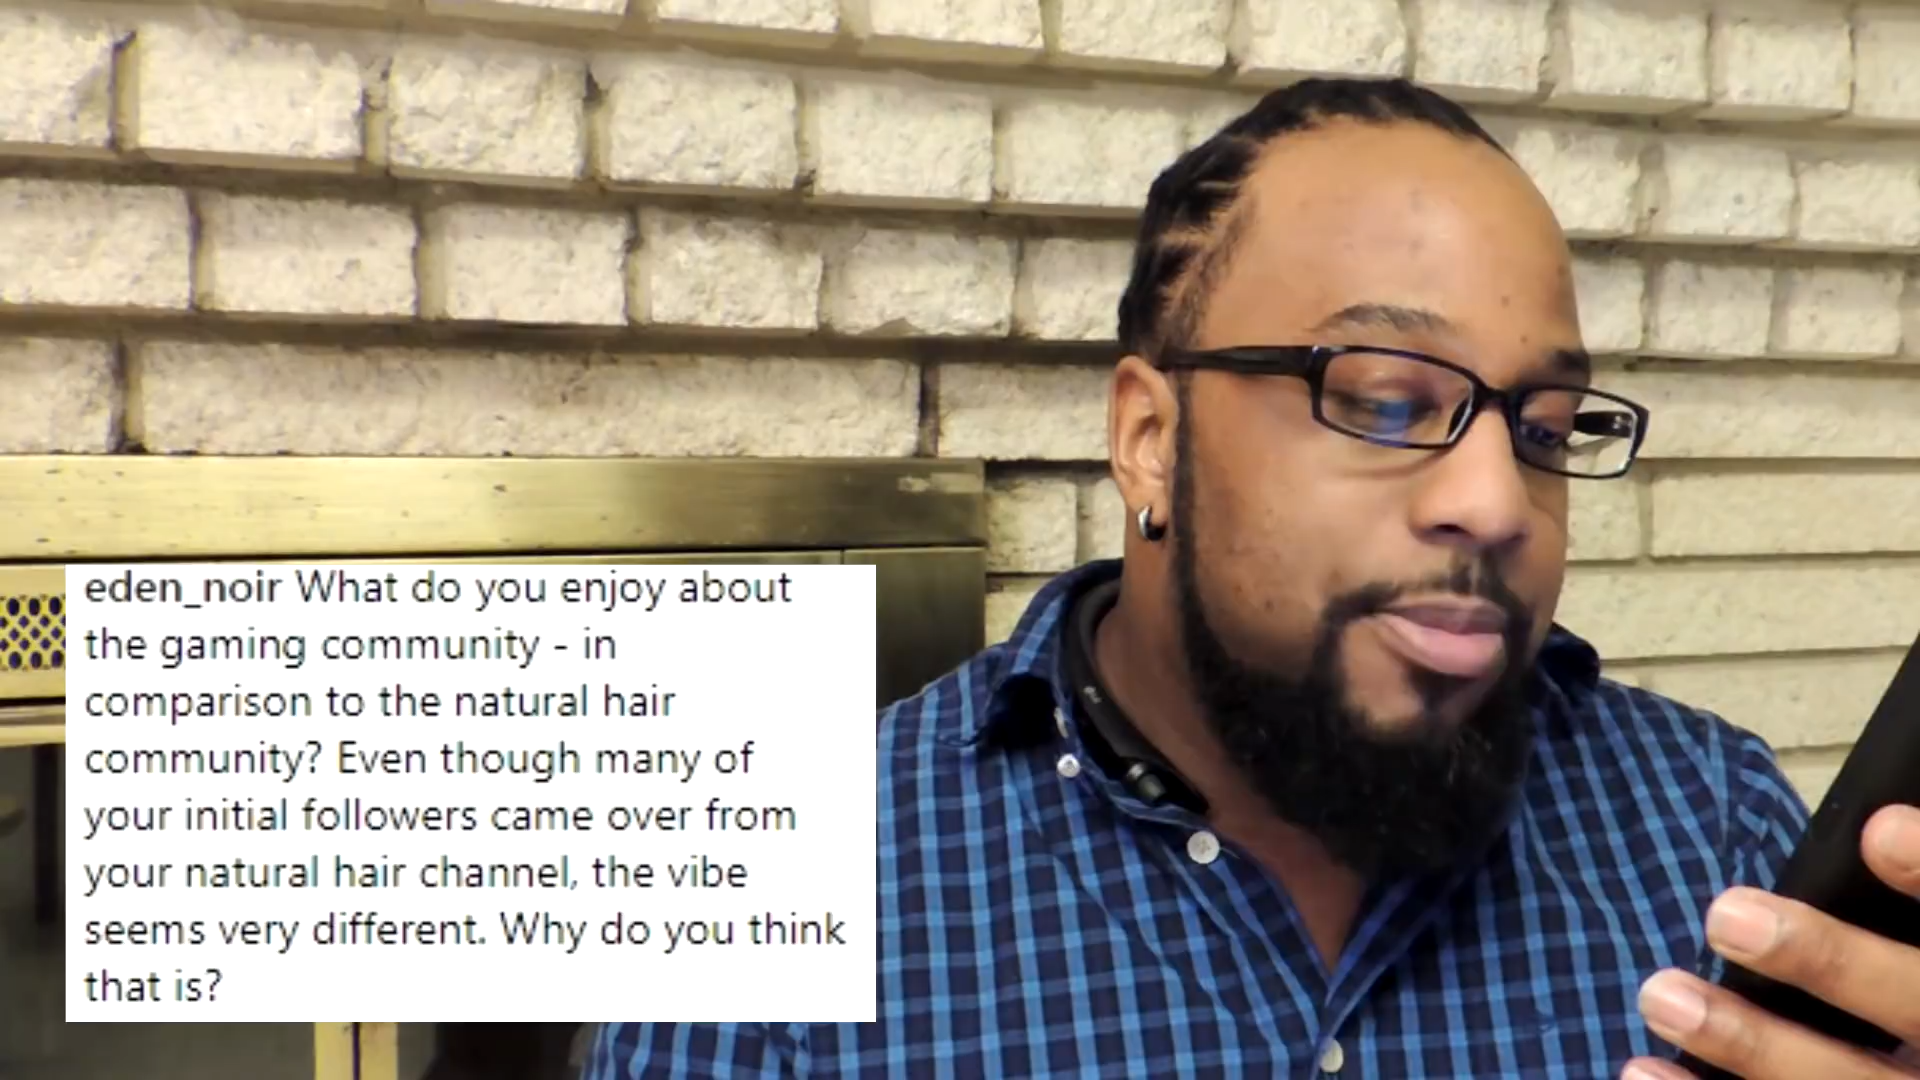 eden_noir What do you enjoy about
the gaming community - in
comparison to the natural hair
community? Even though many of
your initial followers came over from
your natural hair channel, the vibe
seems very different. Why do you think
that is?